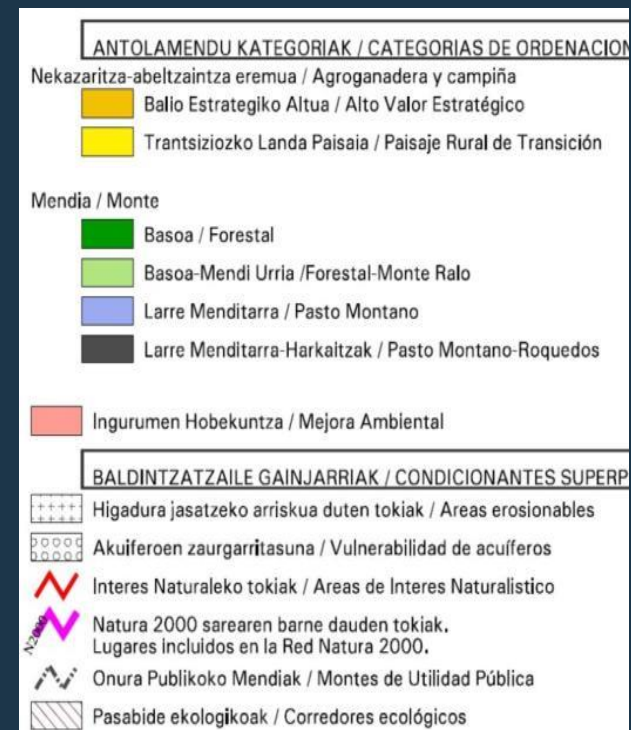 ANTOLAMENDU KATEGORIAK / CATEGORIAS DE ORDENACION
Nekazaritza-abeltzaintza eremua / Agroganadera y campiña
Balio Estrategiko Altua / Alto Valor Estratégico
Trantsiziozko Landa Paisaia / Paisaje Rural de Transición
Mendia / Monte
Basoa / Forestal
Basoa-Mendi Urria /Forestal-Monte Ralo
Larre Menditarra / Pasto Montano
Larre Menditarra-Harkaitzak / Pasto Montano-Roquedos
Ingurumen Hobekuntza / Mejora Ambiental
BALDINTZATZAILE GAINJARRIAK / CONDICIONANTES SUPERP
Higadura jasatzeko arriskua duten tokiak / Areas erosionables
Akuiferoen zaurgarritasuna / Vulnerabilidad de acuíferos
Interes Naturaleko tokiak / Areas de Interes Naturalistico
N2000
Natura 2000 sarearen barne dauden tokiak.
Lugares incluidos en la Red Natura 2000.
Onura Publikoko Mendiak / Montes de Utilidad Pública
Pasabide ekologikoak / Corredores ecológicos